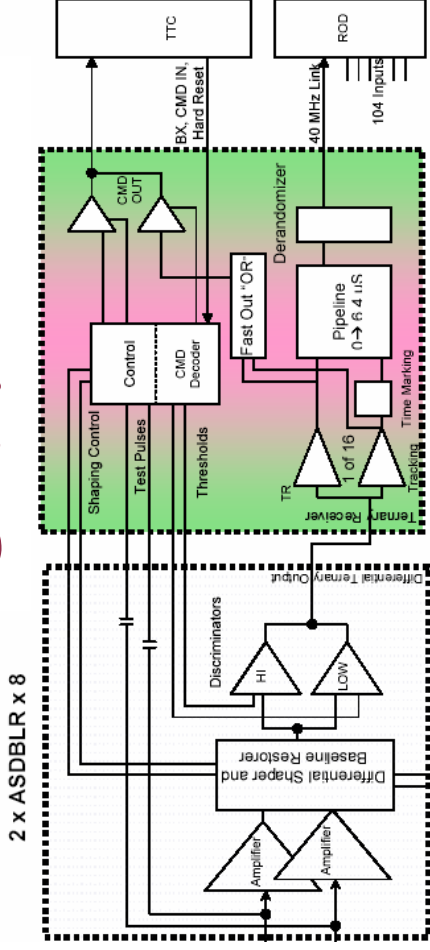 TTC
ROD
BX, CMD IN,
Hard Reset
40 MHz Link
104 Inputs
CMD
OUT
Derandomizer
Fast Out "OR"
Control
CMD
Decoder
Pipeline
0→ 6.4 uS
Shaping Control
Test Pulses
Thresholds
Time Marking
TR
1 of 16
Tracking
Ternary Receiver
Differential Ternary
Output
Discriminators
HI
LOW
Differential Shaper and
Baseline Restorer
Amplifier
Amplifier
2 x ASDBLR x 8